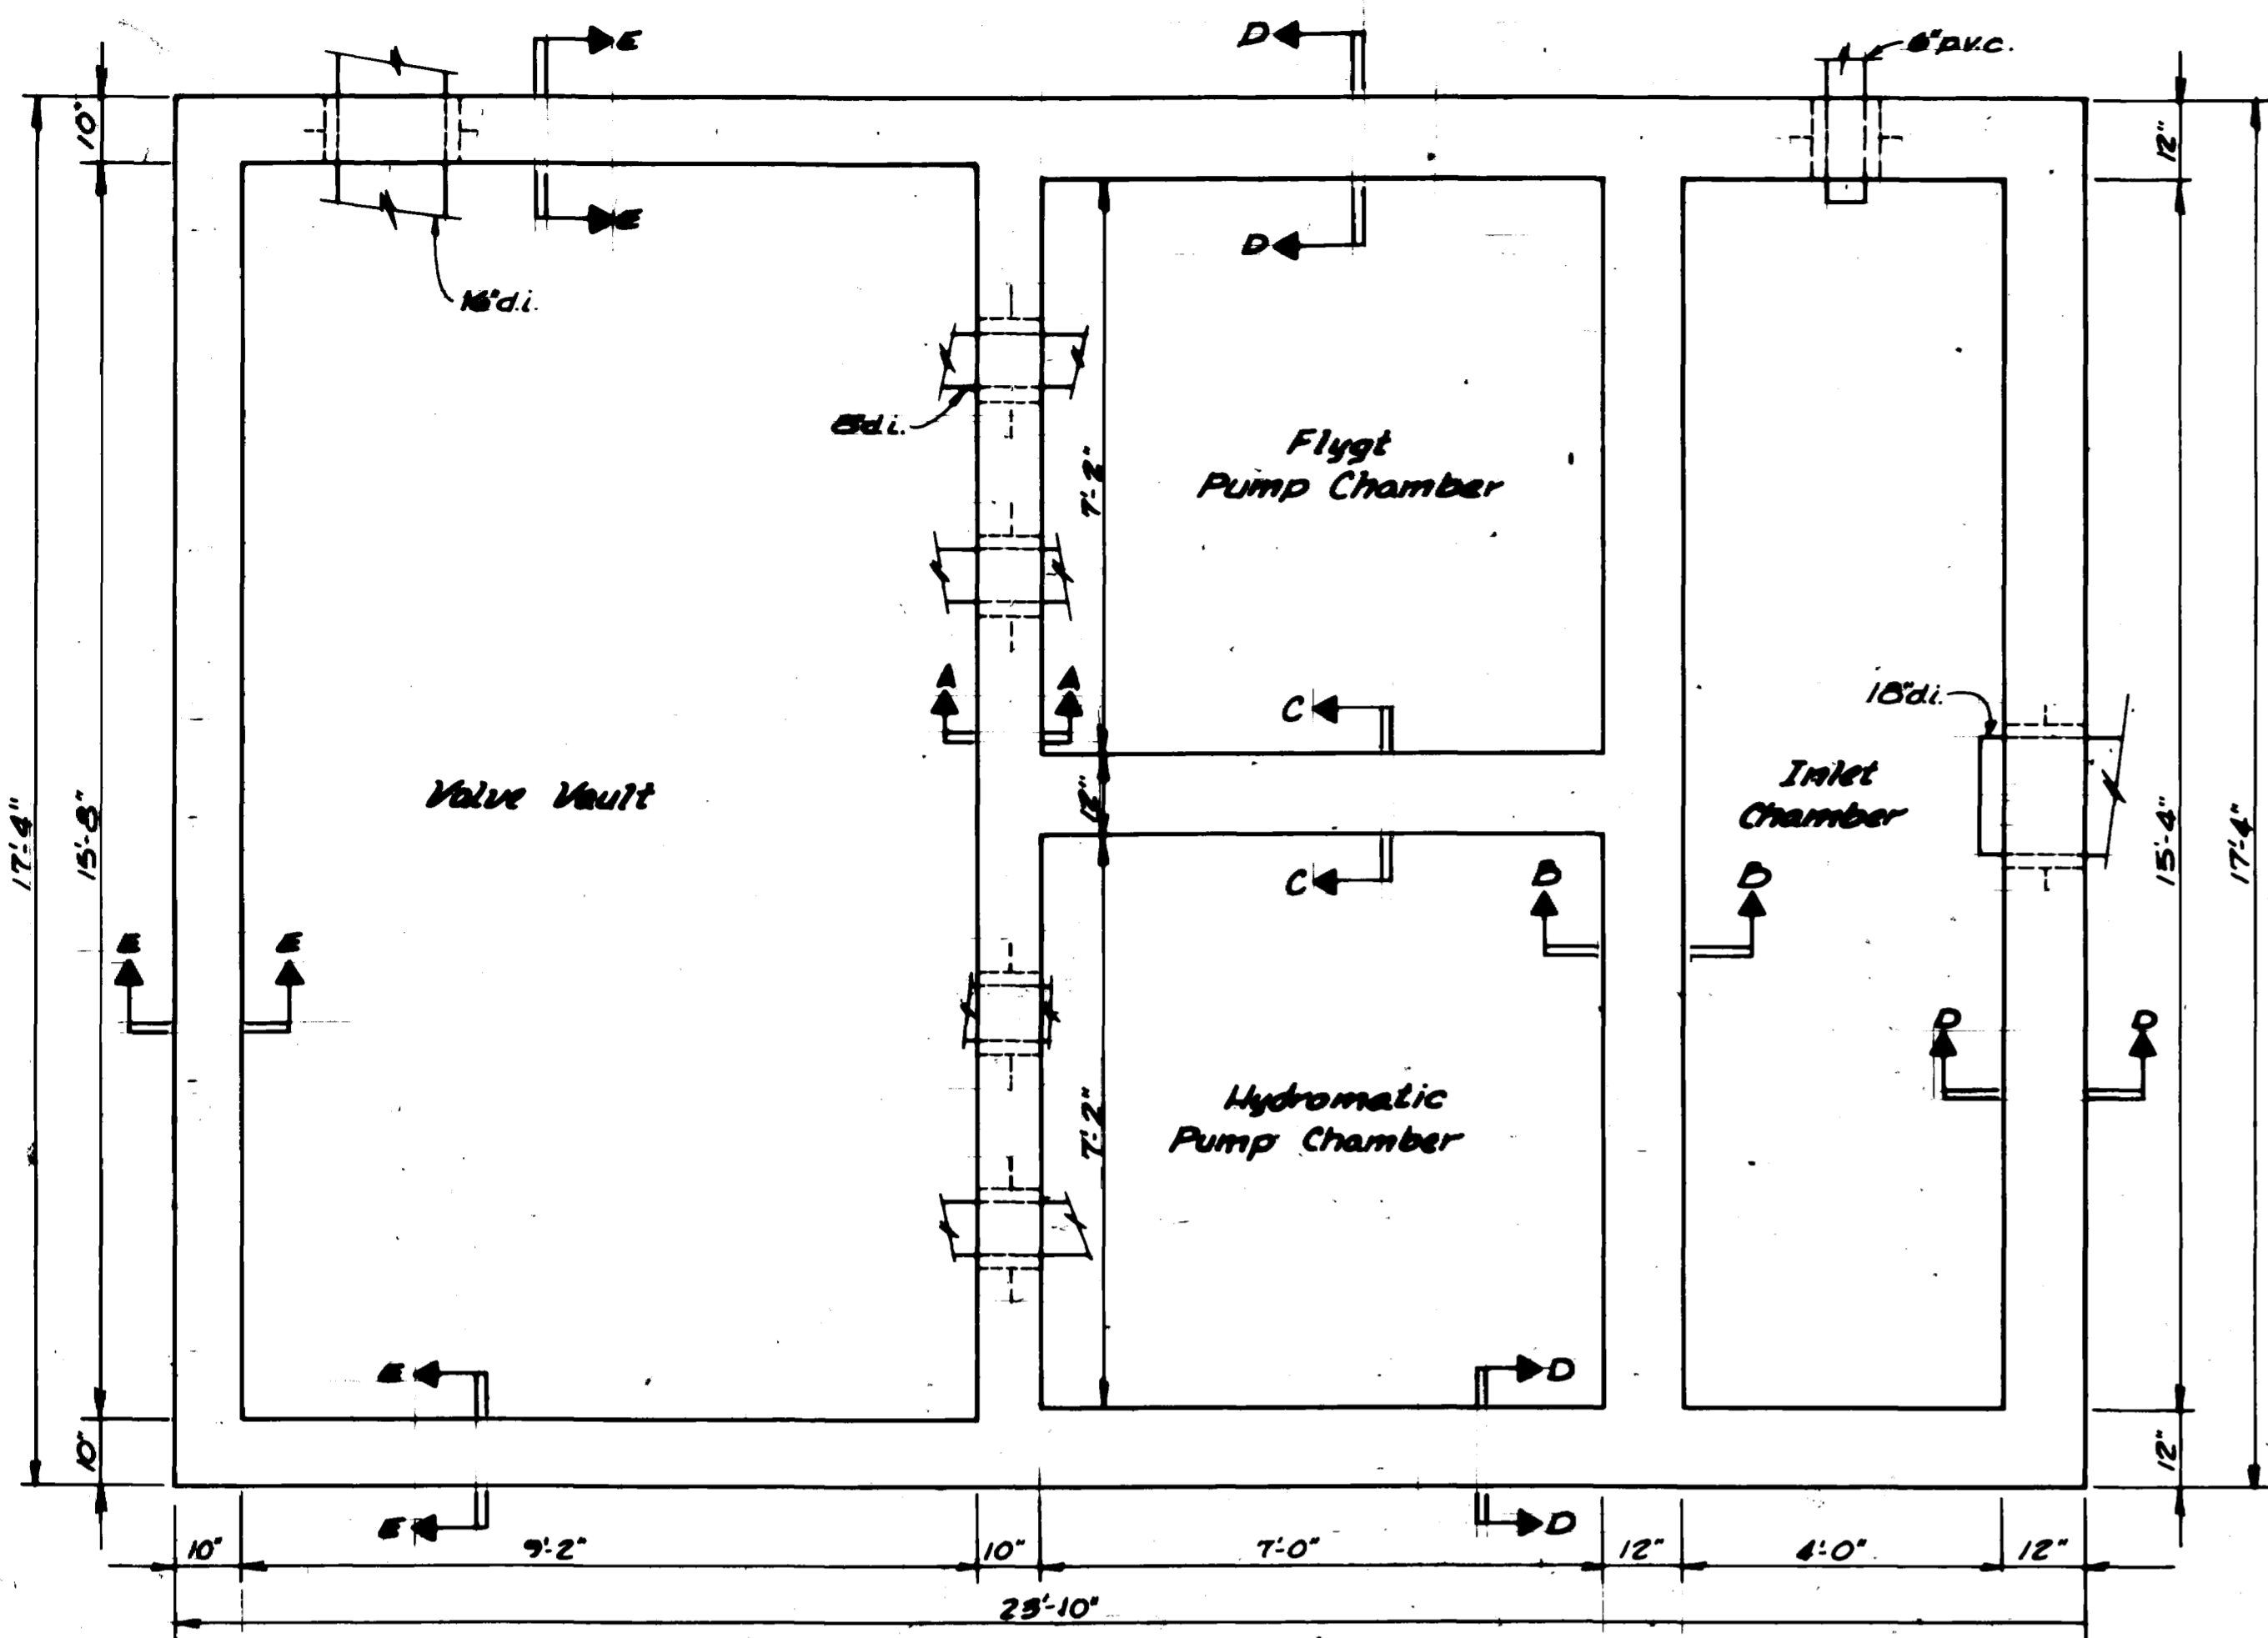 E
D
6" p.v.c.
10"
12"
E
D
16" d.i.
8" d.i.
Flygt
Pump Chamber
7'-2"
A
A
C
18" d.i.
Valve Vault
12"
Inlet
Chamber
17'-4"
15'-8"
15'-4"
17'-4"
C
B
B
E
E
D
D
Hydromatic
Pump Chamber
7'-2"
E
D
10"
12"
E
D
10"
9'-2"
10"
7'-0"
12"
4'-0"
12"
23'-10"